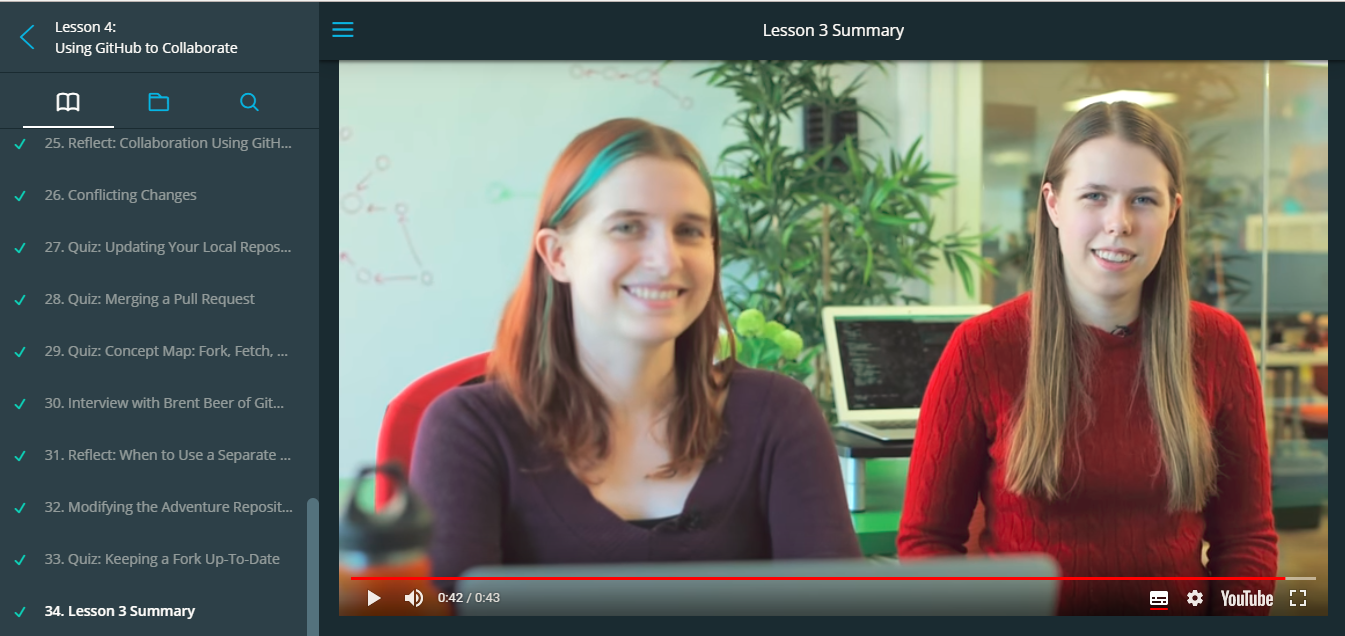 Lesson 4:
Using GitHub to Collaborate
Lesson 3 Summary
25. Reflect: Collaboration Using GitH...
26. Conflicting Changes
27. Quiz: Updating Your Local Repos...
28. Quiz: Merging a Pull Request
29. Quiz: Concept Map: Fork, Fetch, ...
30. Interview with Brent Beer of Git...
31. Reflect: When to Use a Separate ...
32. Modifying the Adventure Reposit...
33. Quiz: Keeping a Fork Up-To-Date
34. Lesson 3 Summary
0:42 / 0:43
YouTube